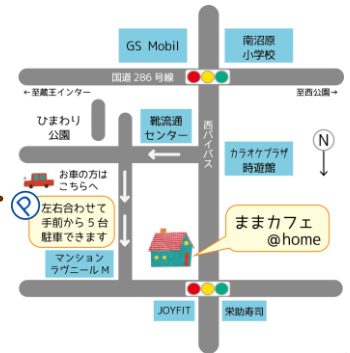 GS Mobil
南沼原
小学校
国道 286 号線
←至蔵王インター
至西公園→
ひまわり
公園
靴流通
センター
西バイパス
カラオケプラザ
時遊館
N
お車の方は
こちらへ
P
左右合わせて
手前から 5 台
駐車できます
ままカフェ
@home
マンション
ラヴニール M
JOYFIT
栄助寿司